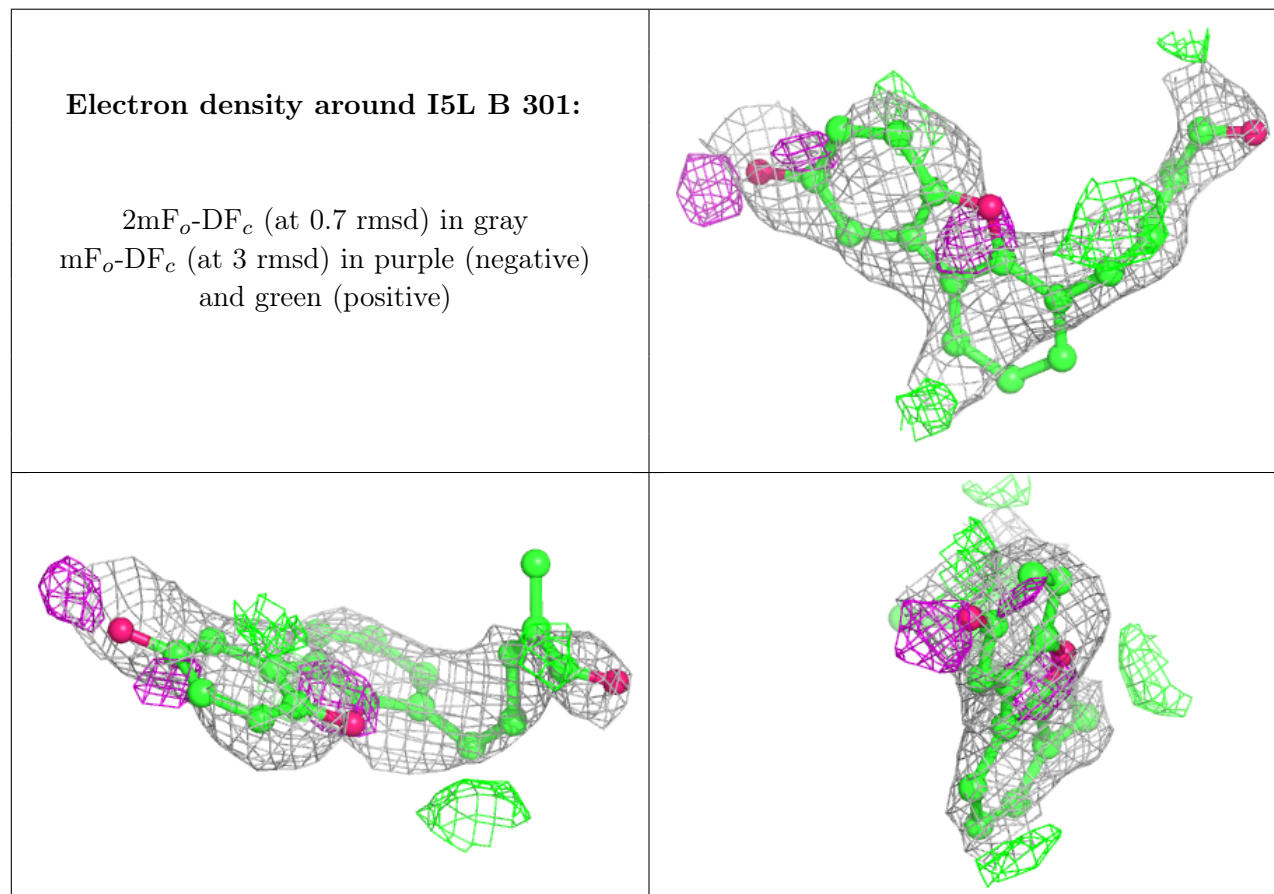 Electron density around I5L B 301:
2mFo-DFc (at 0.7 rmsd) in gray
mFo-DFc (at 3 rmsd) in purple (negative)
and green (positive)